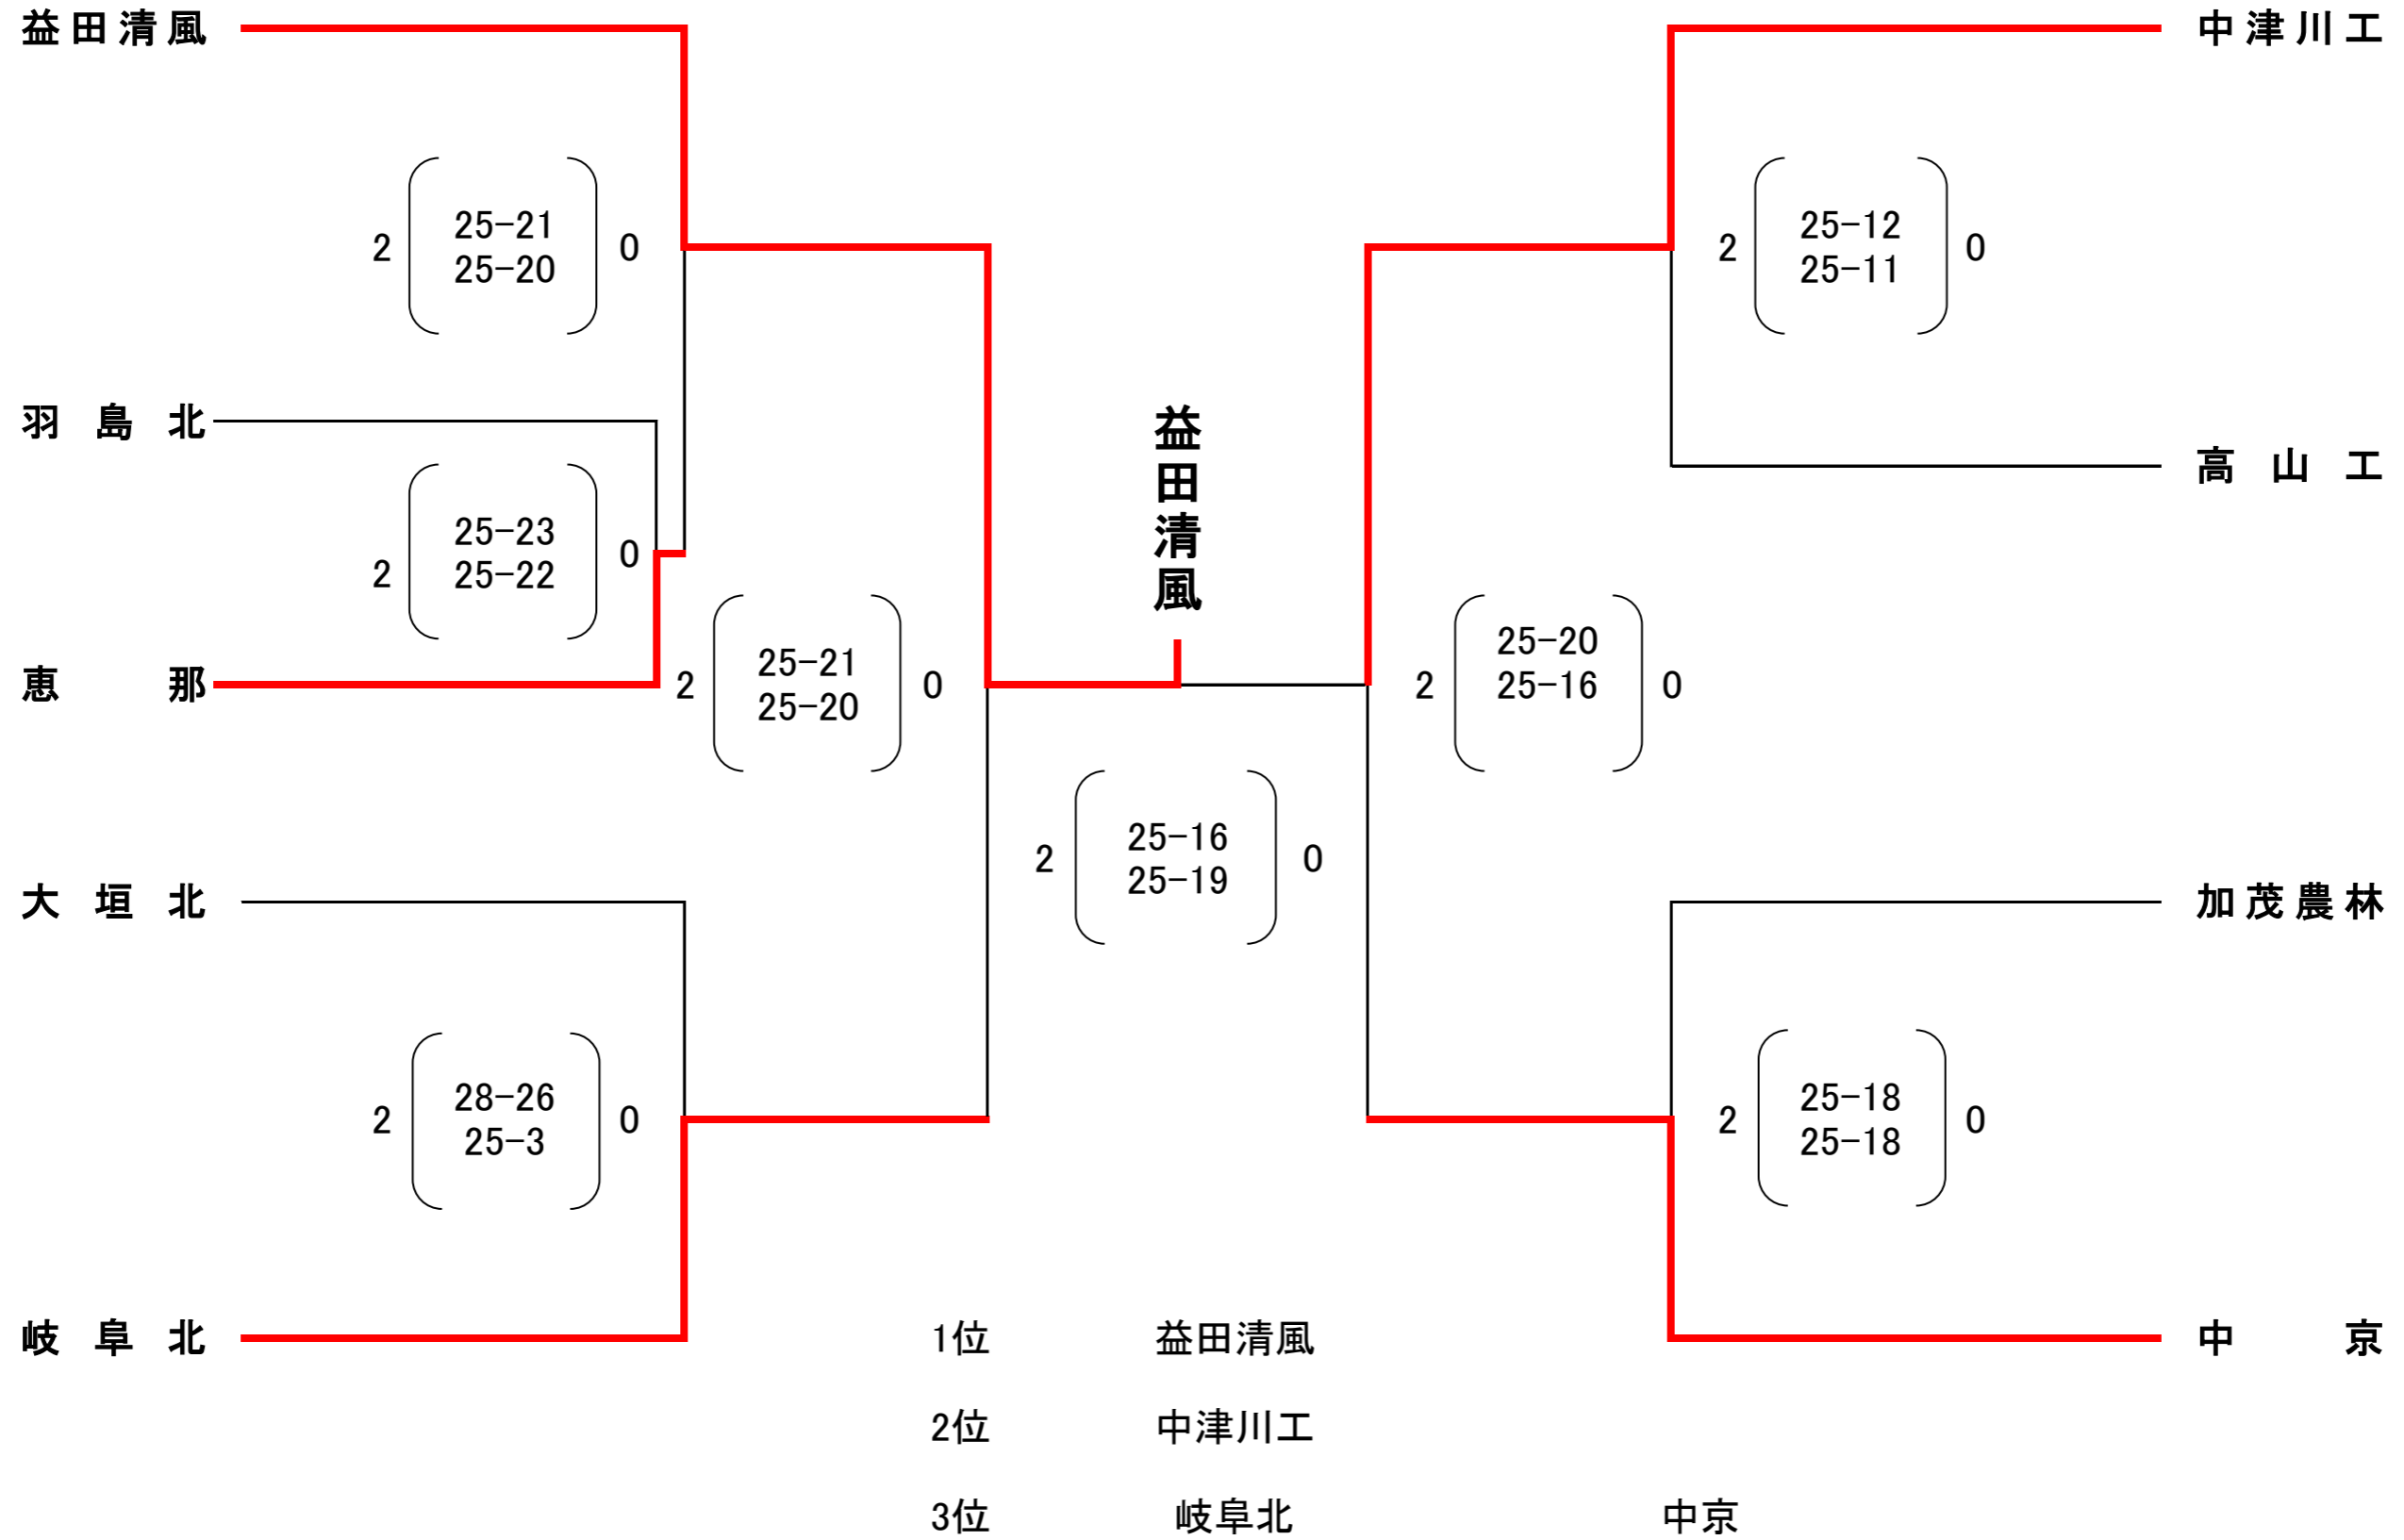 益田清風
中津川工
2 25-21 0
25-20
2 25-12 0
25-11
羽島北
高山工
2 25-23 0
25-22
恵那
益田清風
2 25-21 0
25-20
2 25-20 0
25-16
2 25-16 0
25-19
大垣北
加茂農林
2 28-26 0
25-3
2 25-18 0
25-18
岐阜北
中京
1位 益田清風
2位 中津川工
3位 岐阜北 中京